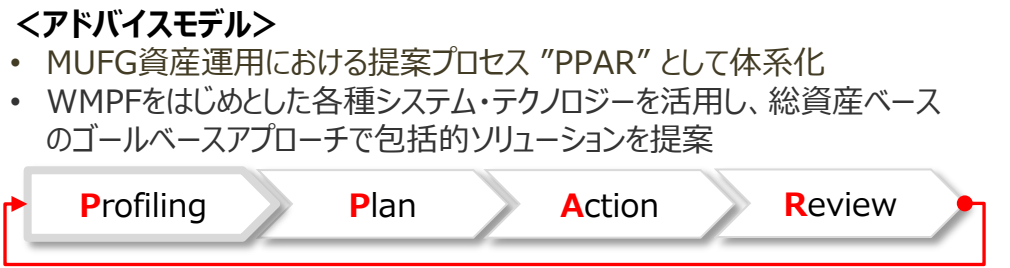 ＜アドバイスモデル＞
• MUFG資産運用における提案プロセス ”PPAR” として体系化
• WMPFをはじめとした各種システム・テクノロジーを活用し、総資産ベース
のゴールベースアプローチで包括的ソリューションを提案
Profiling Plan Action Review